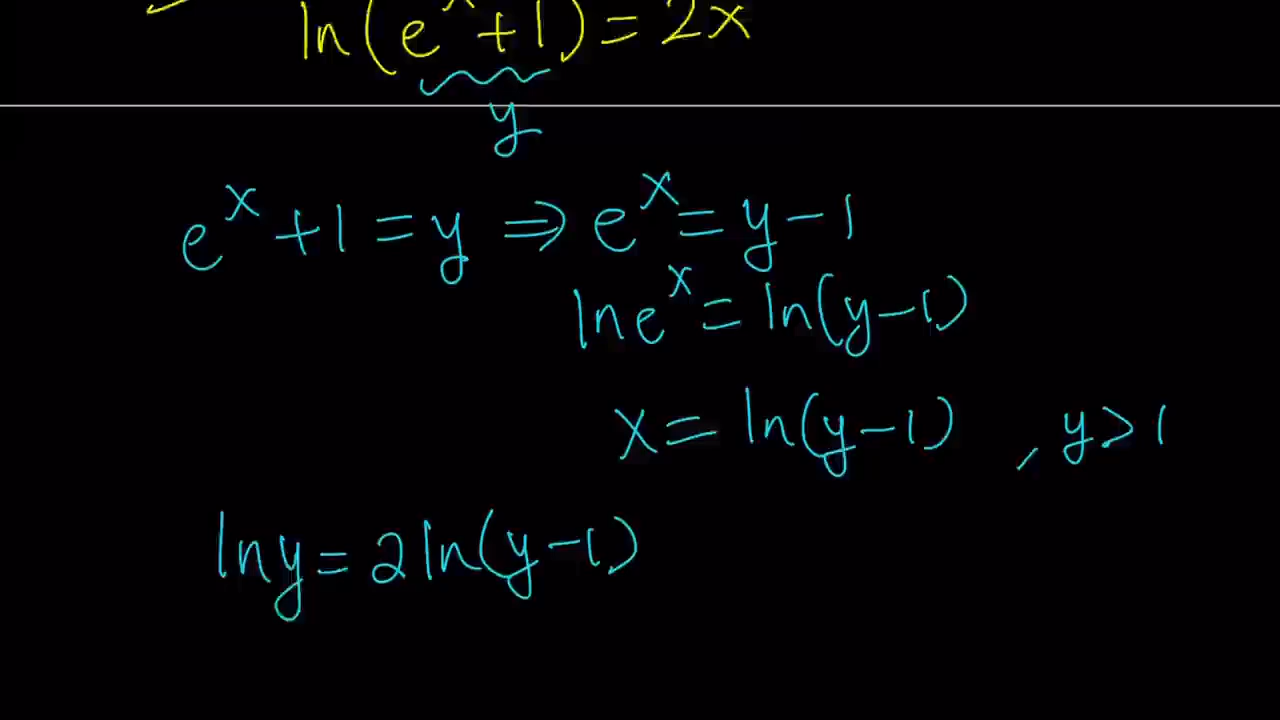 ln(e^x + 1) = 2x
y
e^x + 1 = y ⇒ e^x = y − 1
ln e^x = ln(y − 1)
x = ln(y − 1) , y > 1
ln y = 2 ln(y − 1)